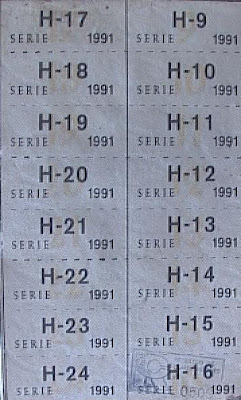 H-17
SERIE 1991
H-18
SERIE 1991
H-19
SERIE 1991
H-20
SERIE 1991
H-21
SERIE 1991
H-22
SERIE 1991
H-23
SERIE 1991
H-24
SERIE 1991
H-9
SERIE 1991
H-10
SERIE 1991
H-11
SERIE 1991
H-12
SERIE 1991
H-13
SERIE 1991
H-14
SERIE 1991
H-15
SERIE 1991
H-16
SERIE 1991